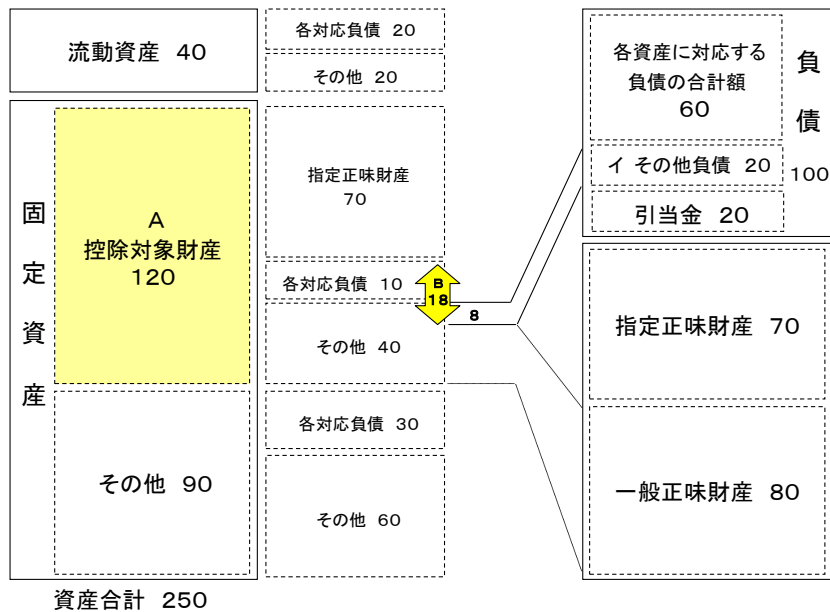 流動資産 40
固定資産
A
控除対象財産
120
その他 90
資産合計 250
各対応負債 20
その他 20
指定正味財産
70
各対応負債 10
その他 40
B
18
8
各対応負債 30
その他 60
各資産に対応する
負債の合計額
60
イ その他負債 20
引当金 20
負債
100
指定正味財産 70
一般正味財産 80